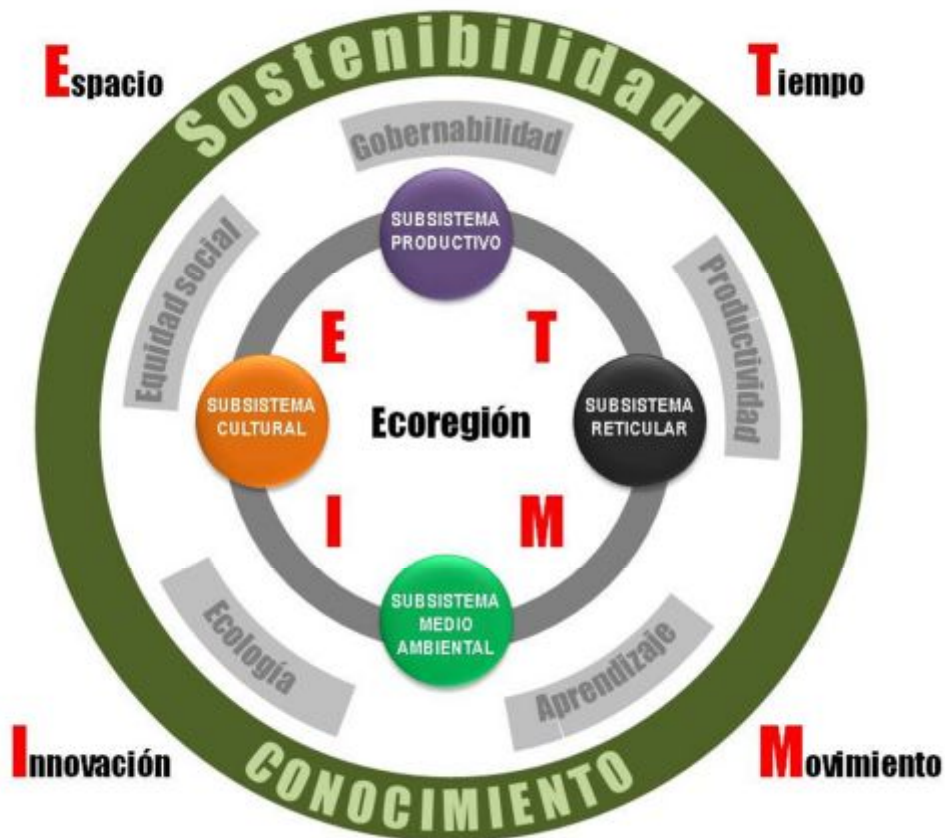 Espacio
Tiempo
Sostenibilidad
Gobernabilidad
Equidad social
Productividad
SUBSISTEMA
PRODUCTIVO
E
T
SUBSISTEMA
CULTURAL
Ecoregión
SUBSISTEMA
RETICULAR
I
M
SUBSISTEMA
MEDIO
AMBIENTAL
Ecología
Aprendizaje
Innovación
Movimiento
CONOCIMIENTO